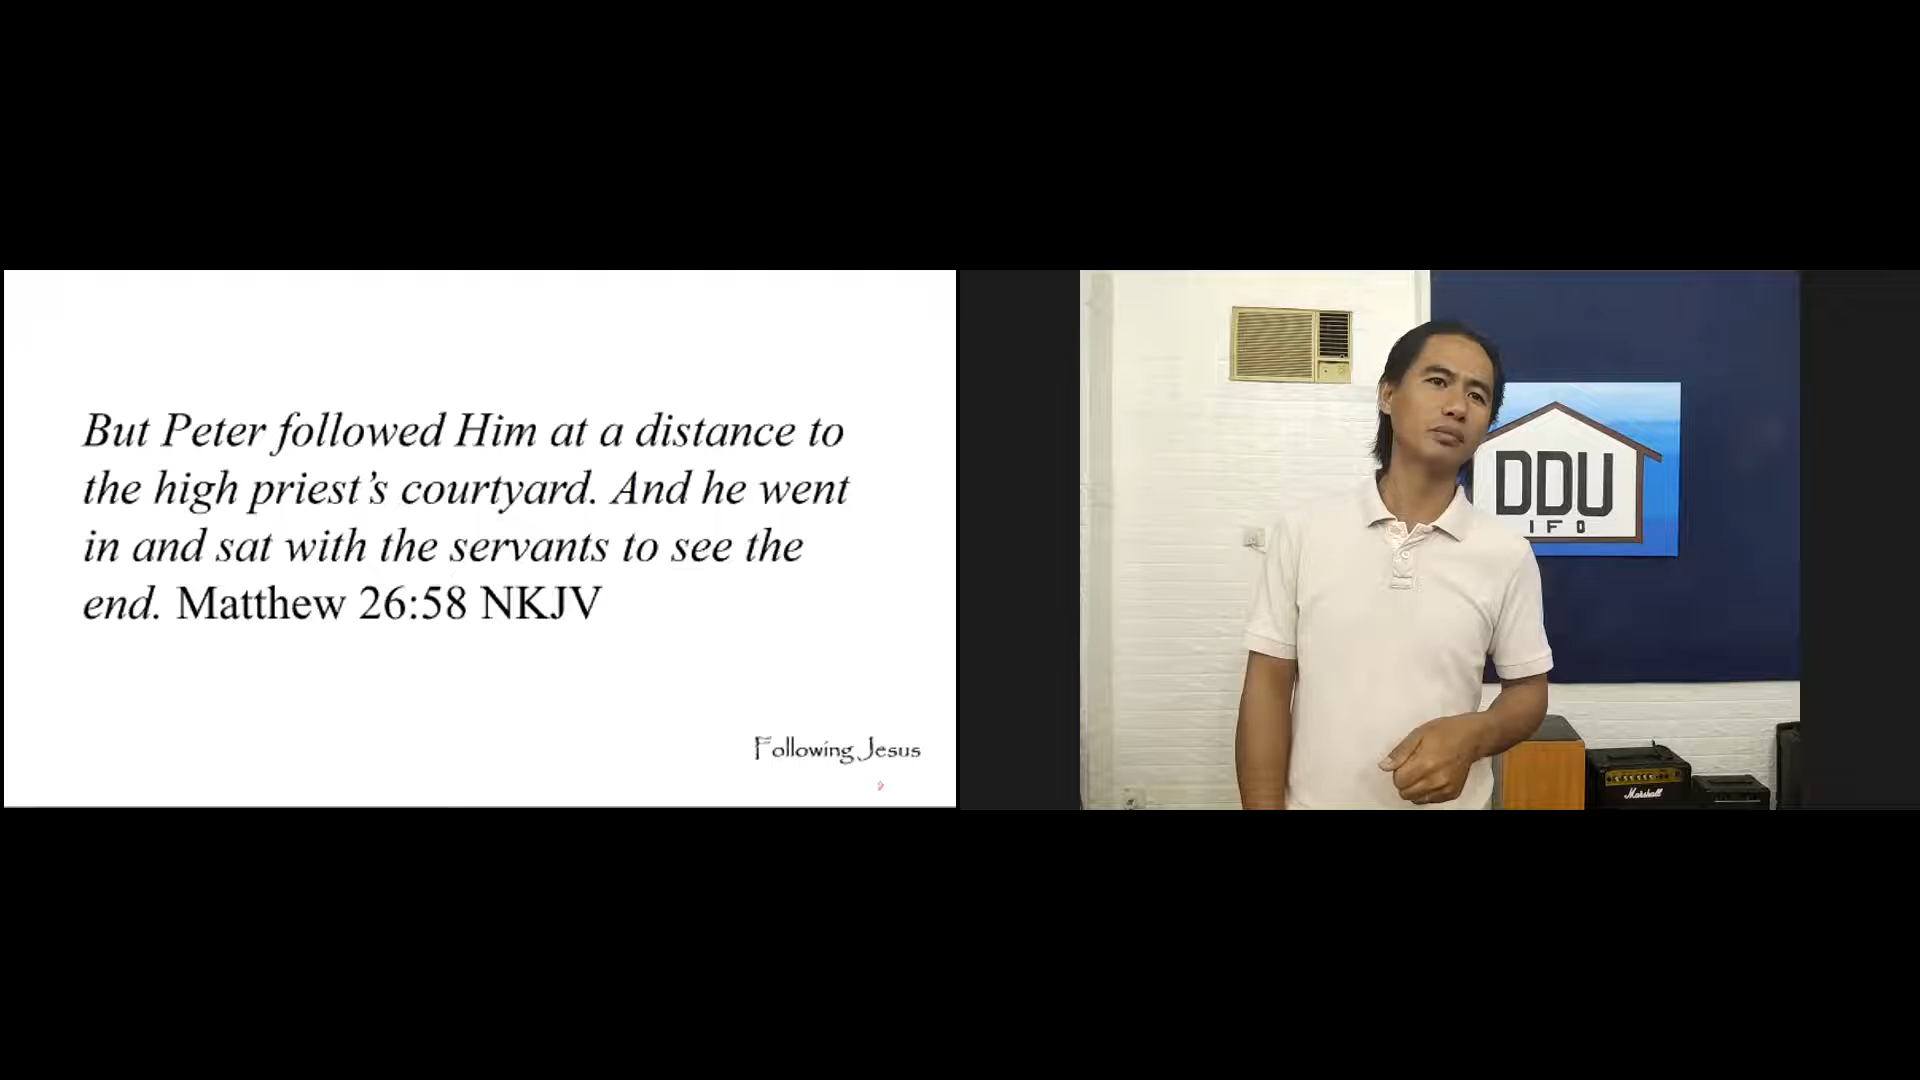 But Peter followed Him at a distance to
the high priest’s courtyard. And he went
in and sat with the servants to see the
end. Matthew 26:58 NKJV
Following Jesus
DDU
IFO
Marshall